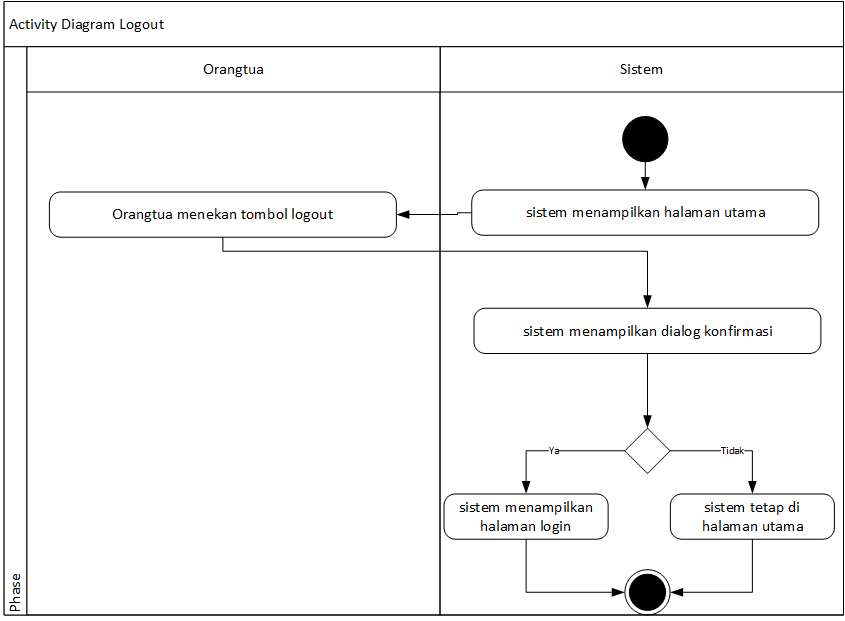 Activity Diagram Logout
Orangtua
Sistem
Orangtua menekan tombol logout
sistem menampilkan halaman utama
sistem menampilkan dialog konfirmasi
Ya
Tidak
sistem menampilkan
halaman login
sistem tetap di
halaman utama
Phase